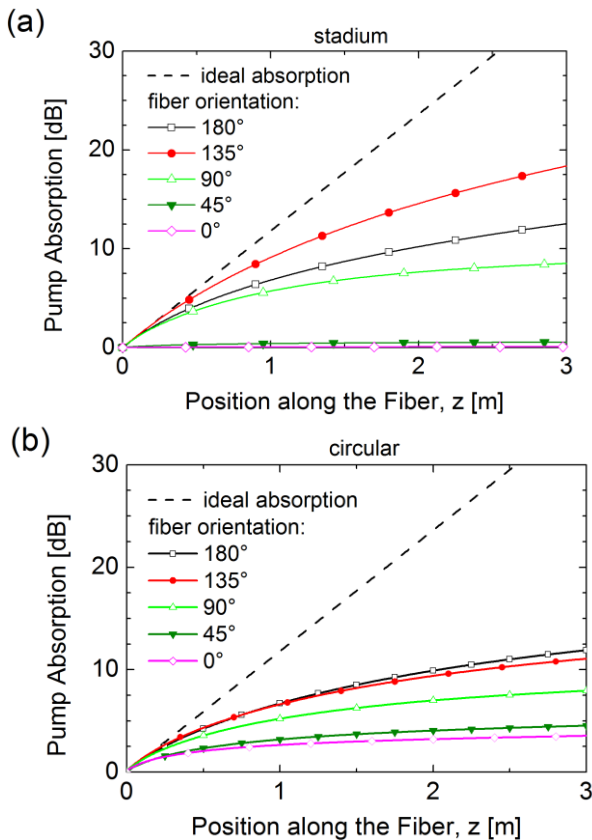 (a)
stadium
30
20
10
0
Pump Absorption [dB]
ideal absorption
fiber orientation:
180°
135°
90°
45°
0°
0
1
2
3
Position along the Fiber, z [m]
(b)
circular
30
20
10
0
Pump Absorption [dB]
ideal absorption
fiber orientation:
180°
135°
90°
45°
0°
0
1
2
3
Position along the Fiber, z [m]